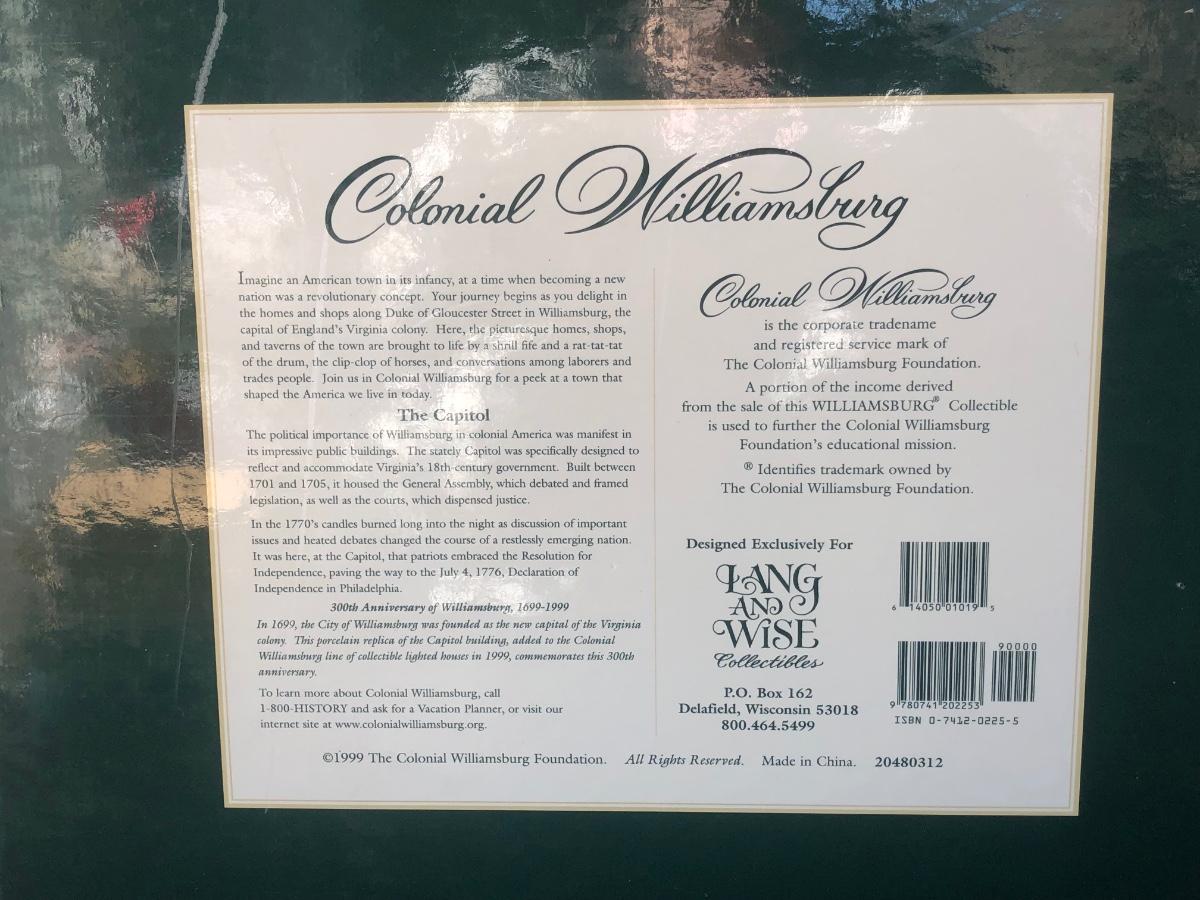 Colonial Williamsburg
Imagine an American town in its infancy, at a time when becoming a new
nation was a revolutionary concept. Your journey begins as you delight in
the homes and shops along Duke of Gloucester Street in Williamsburg, the
capital of England's Virginia colony. Here, the picturesque homes, shops,
and taverns of the town are brought to life by a shrill fife and a rat-tat-tat
of the drum, the clip-clop of horses, and conversations among laborers and
trades people. Join us in Colonial Williamsburg for a peek at a town that
shaped the America we live in today.
The Capitol
The political importance of Williamsburg in colonial America was manifest in
its impressive public buildings. The stately Capitol was specifically designed to
reflect and accommodate Virginia's 18th-century government. Built between
1701 and 1705, it housed the General Assembly, which debated and framed
legislation, as well as the courts, which dispensed justice.
In the 1770's candles burned long into the night as discussion of important
issues and heated debates changed the course of a restlessly emerging nation.
It was here, at the Capitol, that patriots embraced the Resolution for
Independence, paving the way to the July 4, 1776, Declaration of
Independence in Philadelphia.
300th Anniversary of Williamsburg, 1699-1999
In 1699, the City of Williamsburg was founded as the new capital of the Virginia
colony. This porcelain replica of the Capitol building, added to the Colonial
Williamsburg line of collectible lighted houses in 1999, commemorates this 300th
anniversary.
To learn more about Colonial Williamsburg, call
1-800-HISTORY and ask for a Vacation Planner, or visit our
internet site at www.colonialwilliamsburg.org.
Colonial Williamsburg
is the corporate tradename
and registered service mark of
The Colonial Williamsburg Foundation.
A portion of the income derived
from the sale of this WILLIAMSBURG® Collectible
is used to further the Colonial Williamsburg
Foundation's educational mission.
® Identifies trademark owned by
The Colonial Williamsburg Foundation.
Designed Exclusively For
LANG
AND
WISE
Collectibles
P.O. Box 162
Delafield, Wisconsin 53018
800.464.5499
6 14050 01019 5
90000
9 780741 202253
ISBN 0-7412-0225-5
©1999 The Colonial Williamsburg Foundation. All Rights Reserved. Made in China. 20480312